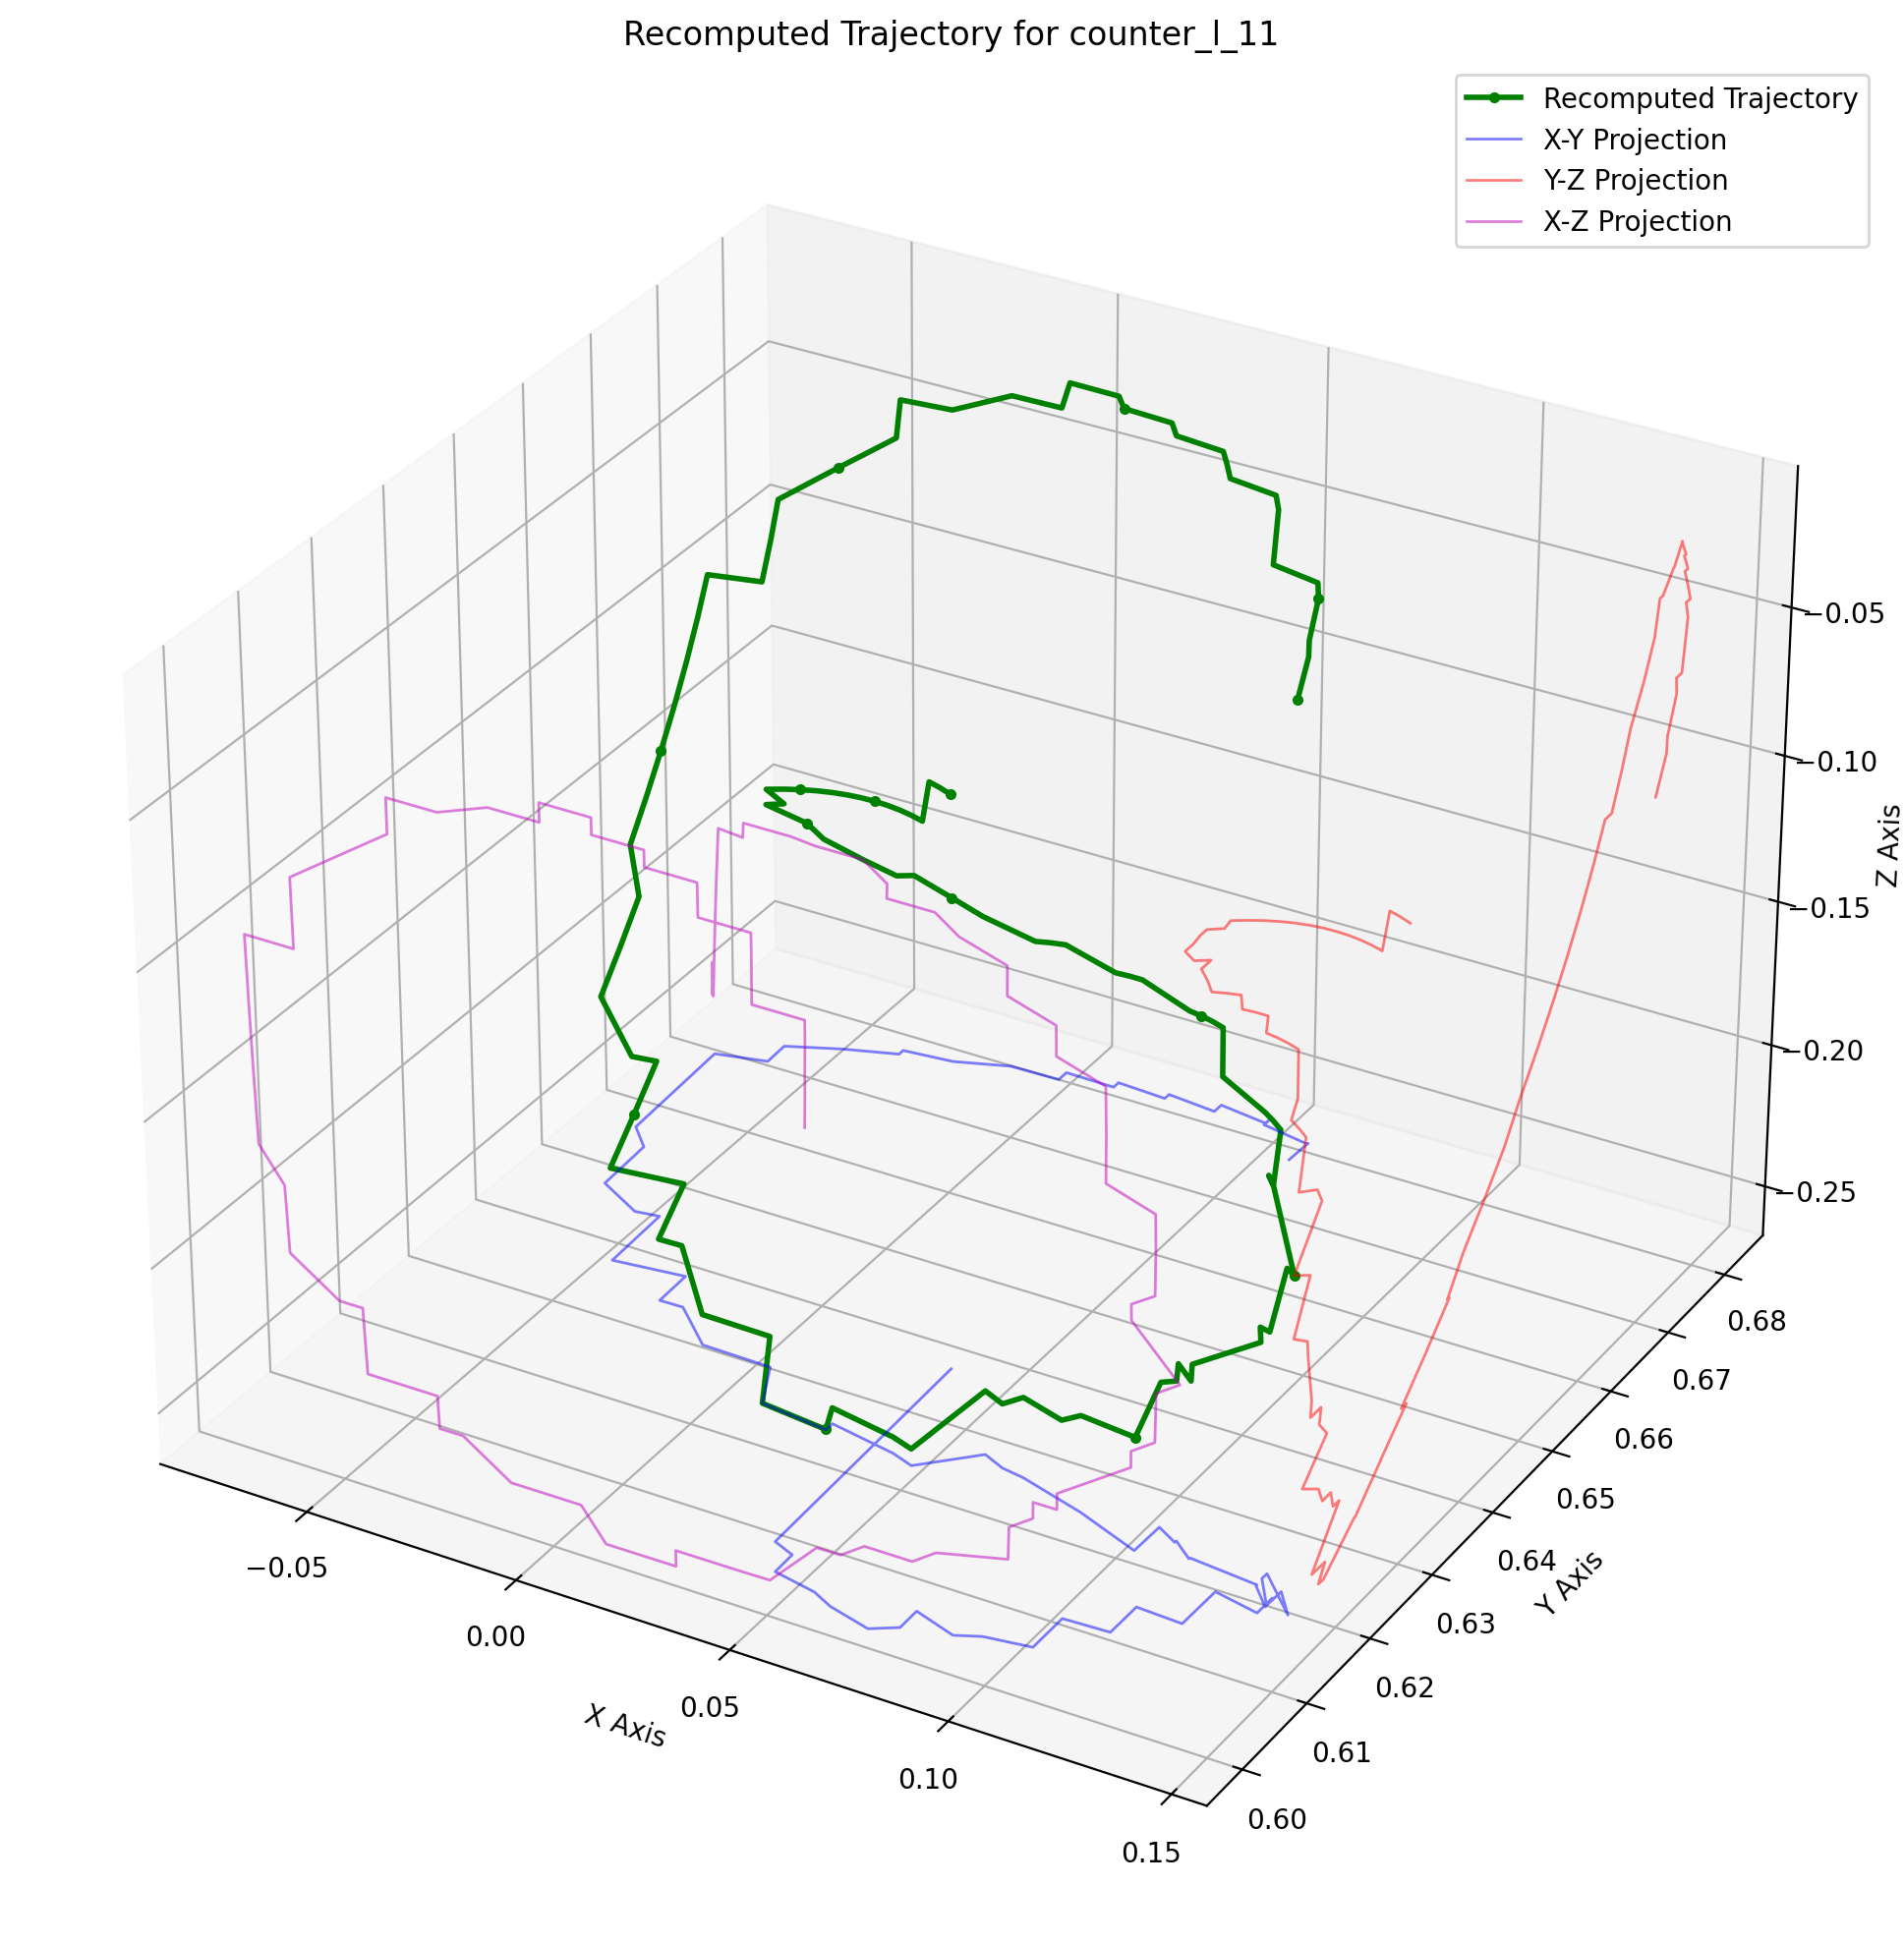 Recomputed Trajectory for counter_l_11
Recomputed Trajectory
X-Y Projection
Y-Z Projection
X-Z Projection
−0.05
−0.10
−0.15
−0.20
−0.25
Z Axis
0.68
0.67
0.66
0.65
0.64
0.63
0.62
0.61
0.60
Y Axis
−0.05
0.00
0.05
0.10
0.15
X Axis